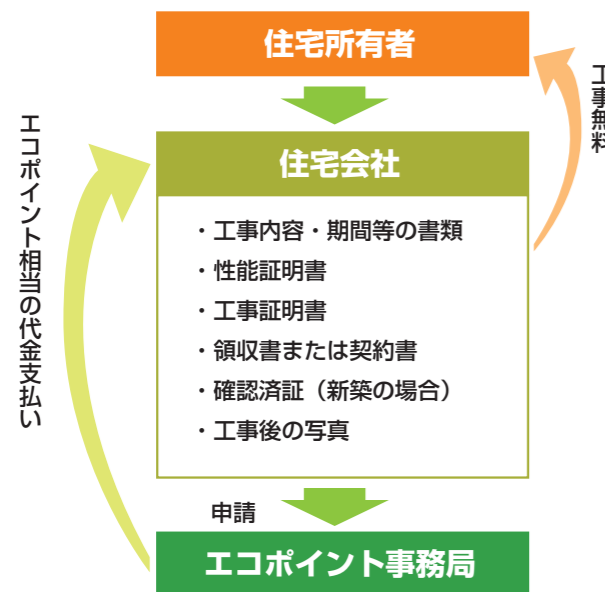 住宅所有者
工事無料
住宅会社
・工事内容・期間等の書類
・性能証明書
・工事証明書
・領収書または契約書
・確認済証（新築の場合）
・工事後の写真
エコポイント相当の代金支払い
申請
エコポイント事務局